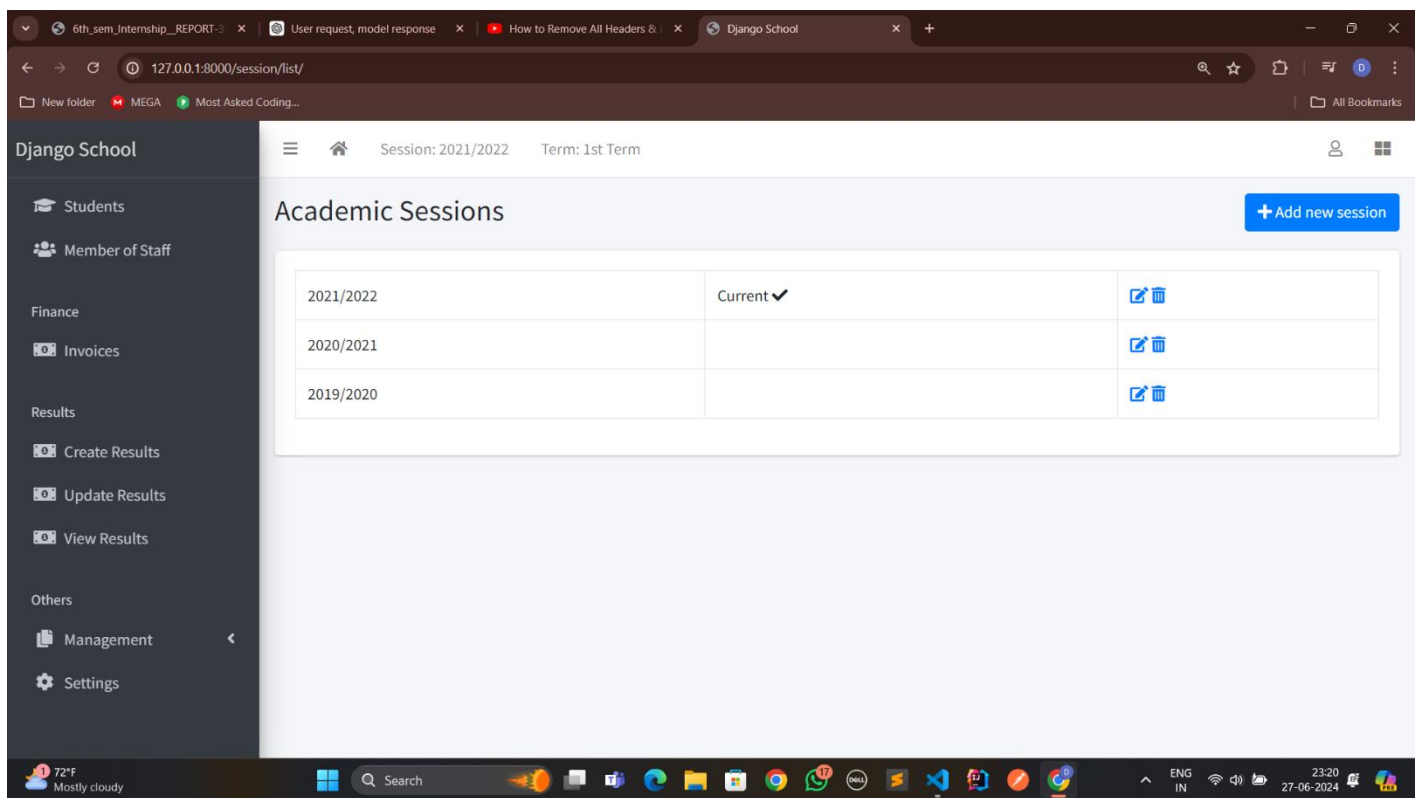 6th_sem_Internship__REPORT-3
User request, model response
How to Remove All Headers &
Django School
127.0.0.1:8000/session/list/
D
New folder
MEGA
Most Asked Coding...
All Bookmarks
Django School
Session: 2021/2022 Term: 1st Term
Students
Academic Sessions
Add new session
Member of Staff
2021/2022 Current
Finance
Invoices
2020/2021
2019/2020
Results
Create Results
Update Results
View Results
Others
Management
Settings
1
72°F
Mostly cloudy
Search
17
DELL
ENG
IN
23:20
27-06-2024